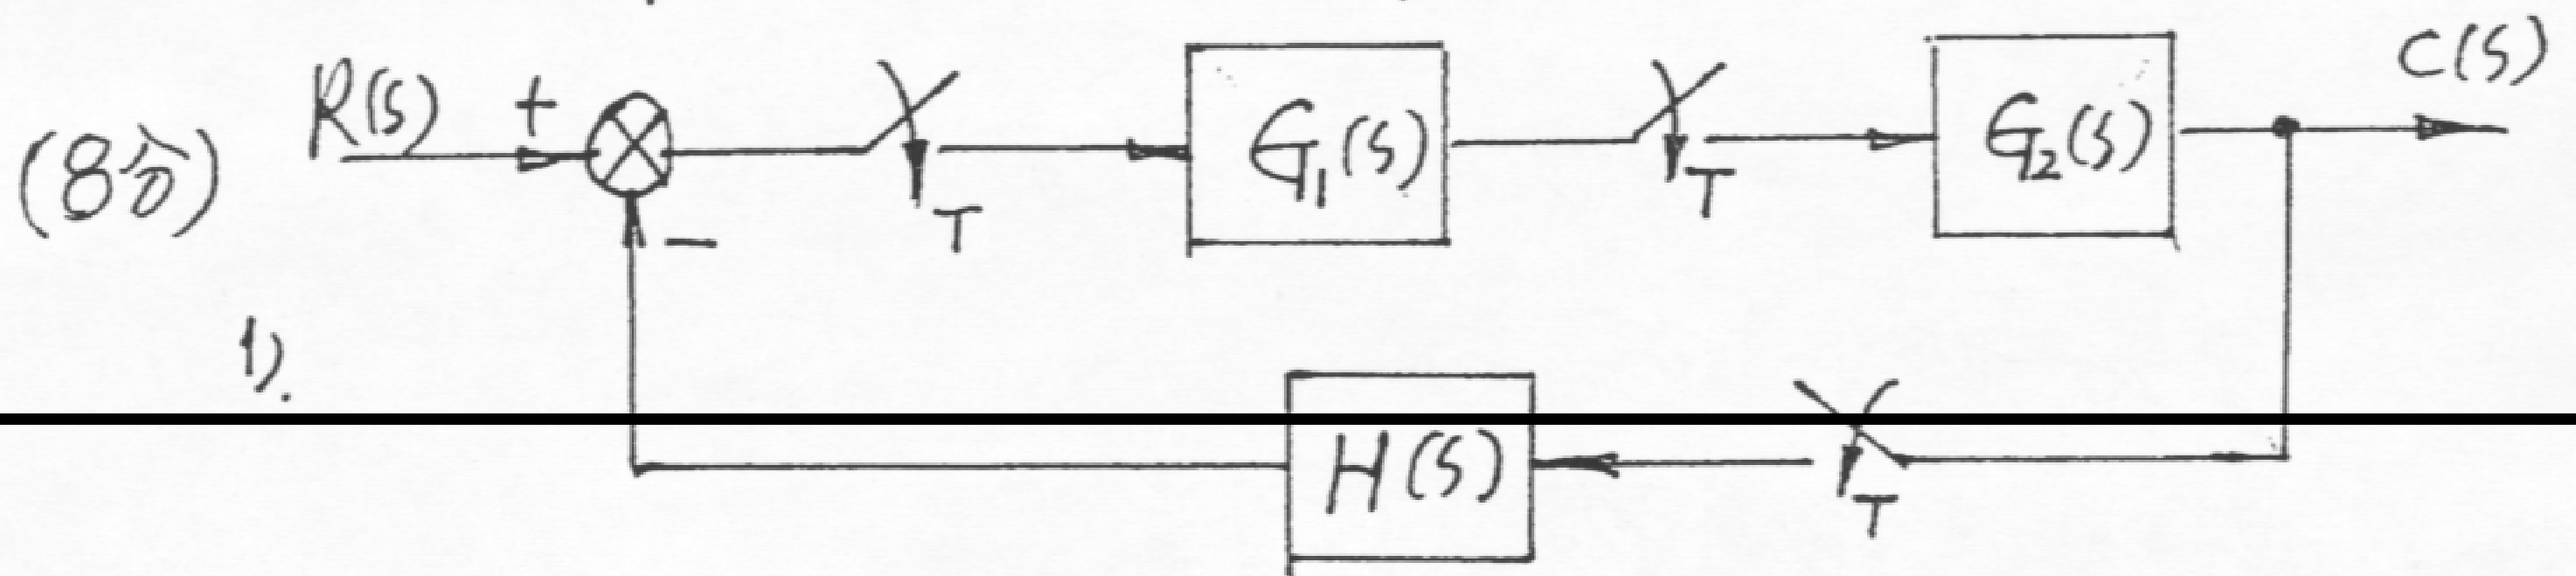 (8分)
R(s) + G₁(s) G₂(s) C(s)
T T
−
1).
H(s)
T